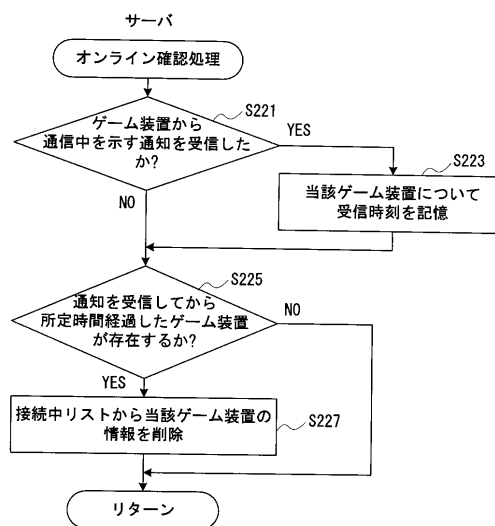 サーバ
オンライン確認処理
S221
ゲーム装置から
通信中を示す通知を受信した
か?
YES
S223
当該ゲーム装置について
受信時刻を記憶
NO
S225
通知を受信してから
所定時間経過したゲーム装置
が存在するか?
NO
YES
接続中リストから当該ゲーム装置の
情報を削除
S227
リターン